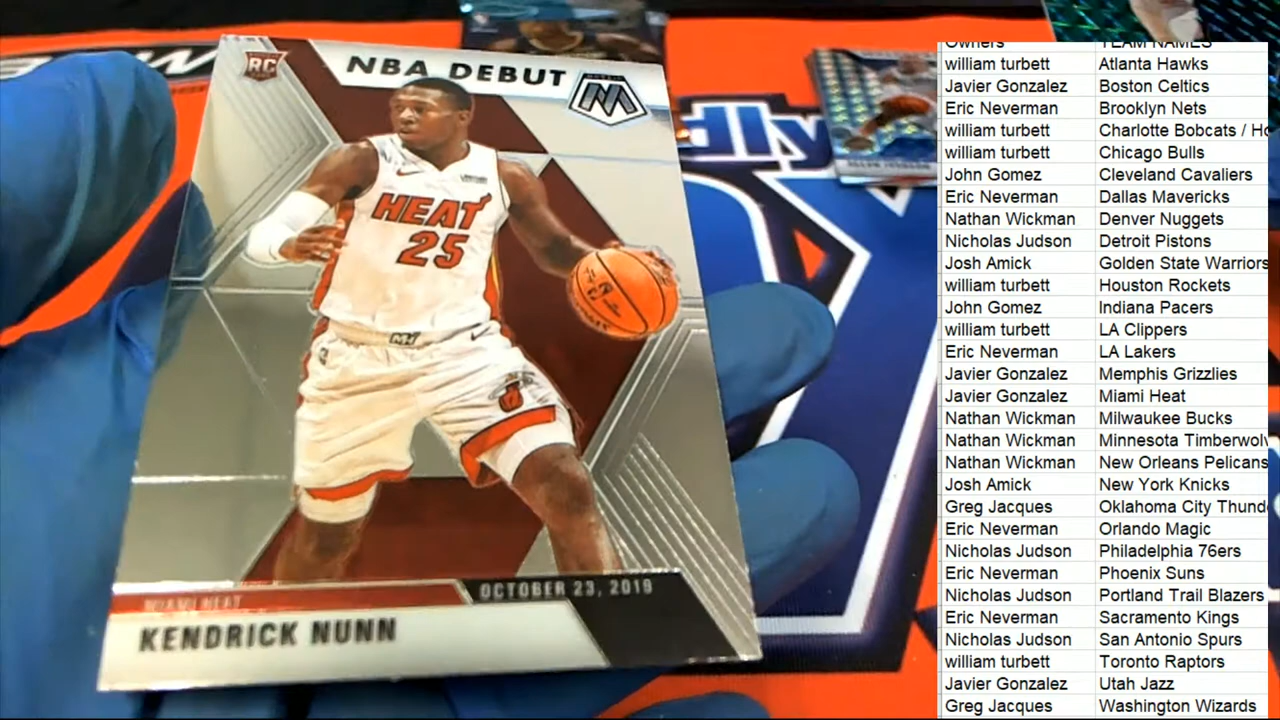 RC
NBA DEBUT
MOSAIC
HEAT
25
OCTOBER 23, 2019
MIAMI HEAT
KENDRICK NUNN
dly
Owners TEAM NAMES
william turbett Atlanta Hawks
Javier Gonzalez Boston Celtics
Eric Neverman Brooklyn Nets
william turbett Charlotte Bobcats / Ho
william turbett Chicago Bulls
John Gomez Cleveland Cavaliers
Eric Neverman Dallas Mavericks
Nathan Wickman Denver Nuggets
Nicholas Judson Detroit Pistons
Josh Amick Golden State Warriors
william turbett Houston Rockets
John Gomez Indiana Pacers
william turbett LA Clippers
Eric Neverman LA Lakers
Javier Gonzalez Memphis Grizzlies
Javier Gonzalez Miami Heat
Nathan Wickman Milwaukee Bucks
Nathan Wickman Minnesota Timberwolv
Nathan Wickman New Orleans Pelicans
Josh Amick New York Knicks
Greg Jacques Oklahoma City Thund
Eric Neverman Orlando Magic
Nicholas Judson Philadelphia 76ers
Eric Neverman Phoenix Suns
Nicholas Judson Portland Trail Blazers
Eric Neverman Sacramento Kings
Nicholas Judson San Antonio Spurs
william turbett Toronto Raptors
Javier Gonzalez Utah Jazz
Greg Jacques Washington Wizards